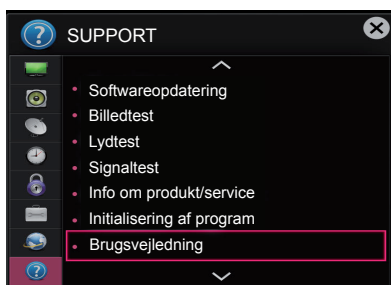 SUPPORT
Softwareopdatering
Billedtest
Lydtest
Signaltest
Info om produkt/service
Initialisering af program
Brugsvejledning